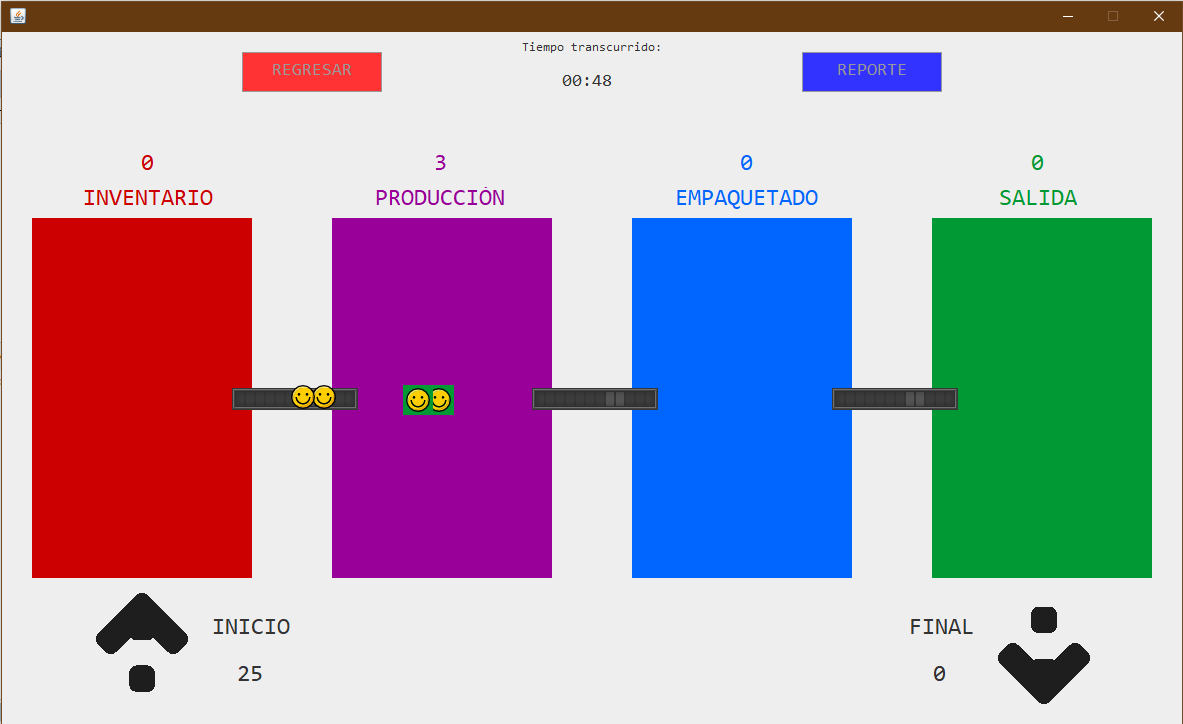 Tiempo transcurrido:
REGRESAR
00:48
REPORTE
0
3
0
0
INVENTARIO
PRODUCCIÓN
EMPAQUETADO
SALIDA
INICIO
25
FINAL
0